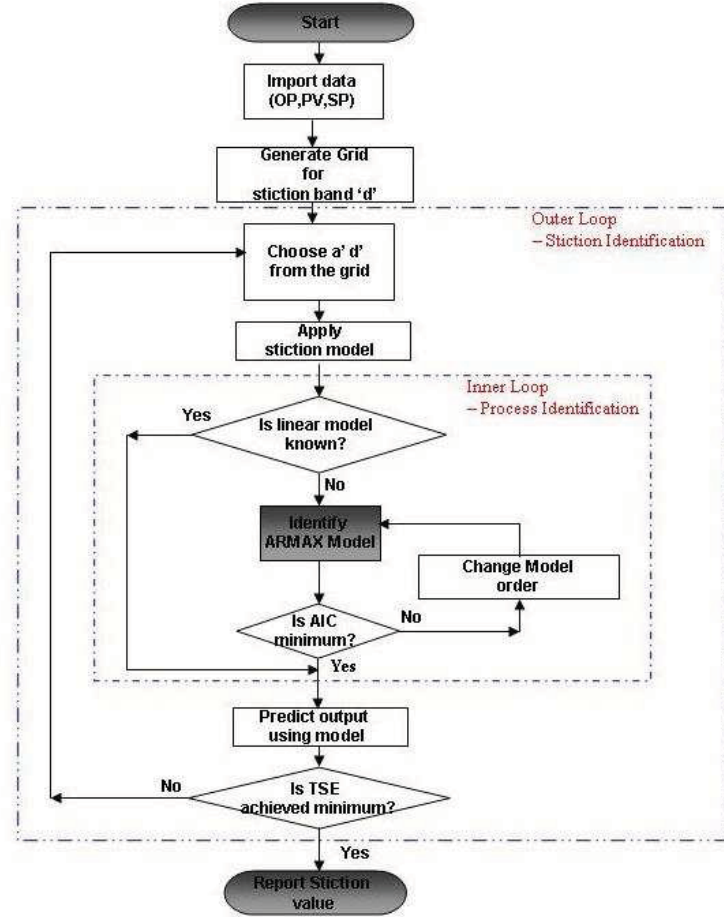 Start
Import data
(OP,PV,SP)
Generate Grid
for
stiction band ‘d’
Outer Loop
– Stiction Identification
Choose a’ d’
from the grid
Apply
stiction model
Inner Loop
– Process Identification
Yes
Is linear model
known?
No
Identify
ARMAX Model
Change Model
order
Is AIC
minimum?
No
Yes
Predict output
using model
No
Is TSE
achieved minimum?
Yes
Report Stiction
value